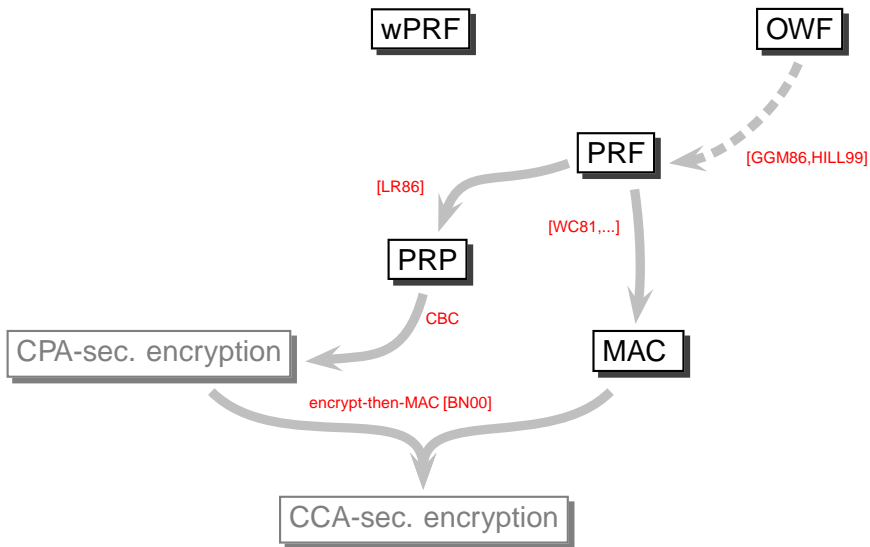 wPRF
OWF
PRF
[GGM86,HILL99]
[LR86]
[WC81,...]
PRP
CBC
CPA-sec. encryption
MAC
encrypt-then-MAC [BN00]
CCA-sec. encryption